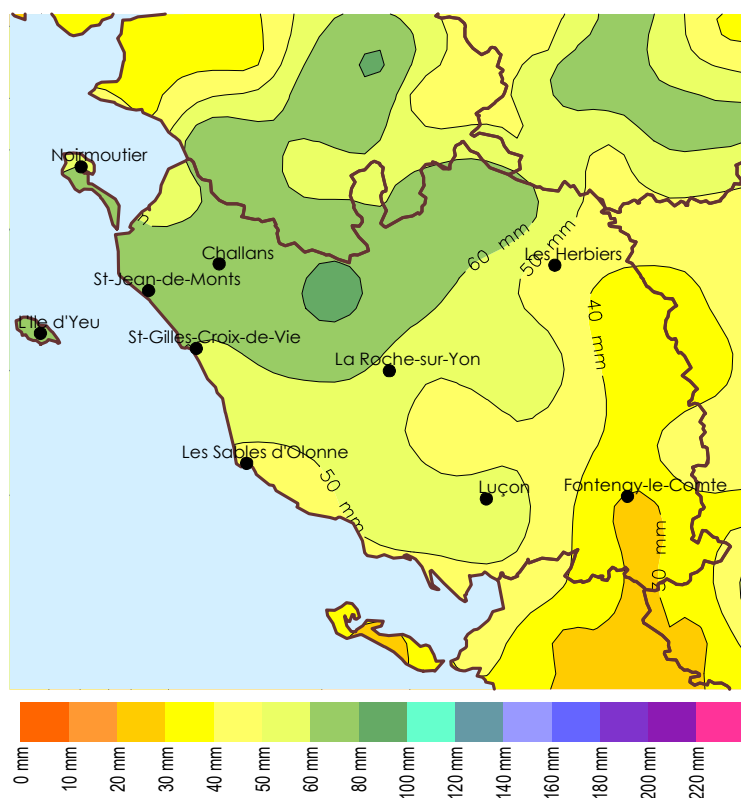 Noirmoutier
60 mm
50
Challans
Les Herbiers
St-Jean-de-Monts
40 mm
L'Ile d'Yeu
St-Gilles-Croix-de-Vie
La Roche-sur-Yon
Les Sables d'Olonne
50 mm
Luçon
Fontenay-le-Comte
mm
0 mm
10 mm
20 mm
30 mm
40 mm
50 mm
60 mm
80 mm
100 mm
120 mm
140 mm
160 mm
180 mm
200 mm
220 mm